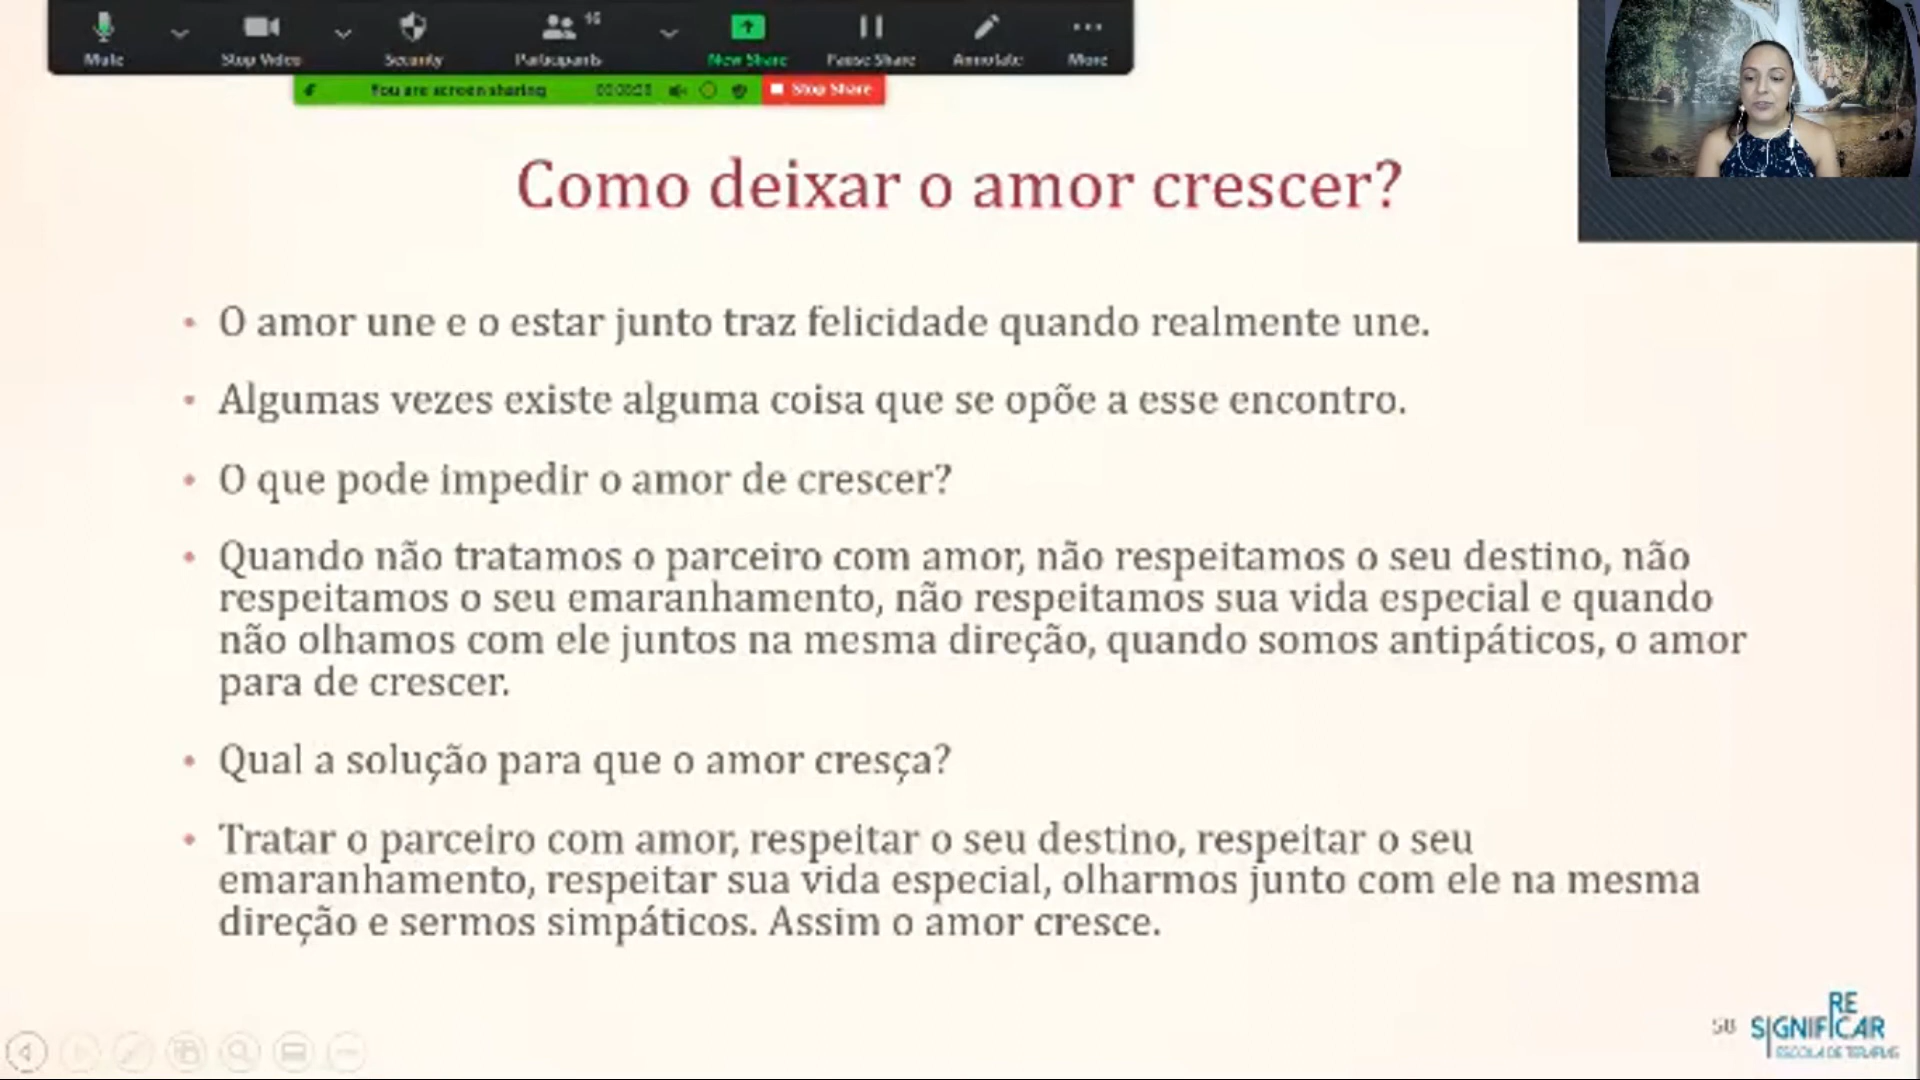 Mute
Stop Video
Security
Participants
16
New Share
Pause Share
Annotate
More
You are screen sharing
Stop Share
Como deixar o amor crescer?
• O amor une e o estar junto traz felicidade quando realmente une.
• Algumas vezes existe alguma coisa que se opõe a esse encontro.
• O que pode impedir o amor de crescer?
• Quando não tratamos o parceiro com amor, não respeitamos o seu destino, não
respeitamos o seu emaranhamento, não respeitamos sua vida especial e quando
não olhamos com ele juntos na mesma direção, quando somos antipáticos, o amor
para de crescer.
• Qual a solução para que o amor cresça?
• Tratar o parceiro com amor, respeitar o seu destino, respeitar o seu
emaranhamento, respeitar sua vida especial, olharmos junto com ele na mesma
direção e sermos simpáticos. Assim o amor cresce.
RE
SIGNIFICAR
ESCOLA DE TERAPIAS